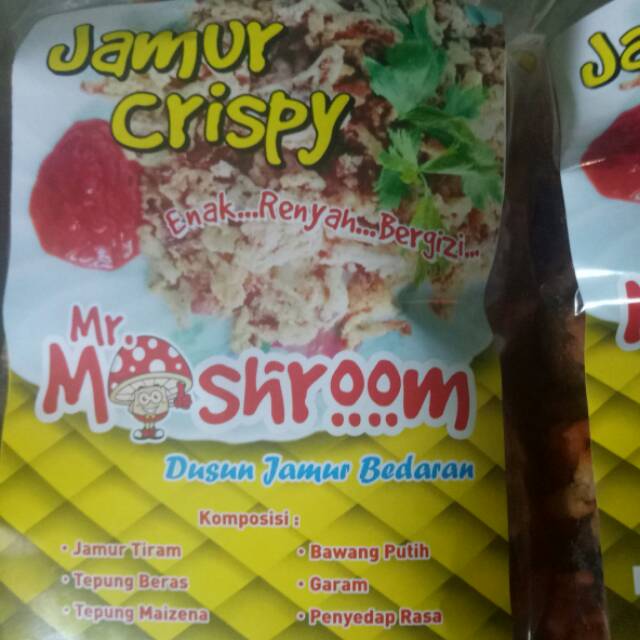 Jamur
Crispy
Enak...Renyah...Bergizi...
Mr.
Mushroom
Dusun Jamur Bedaran
Komposisi :
• Jamur Tiram
• Tepung Beras
• Tepung Maizena
• Bawang Putih
• Garam
• Penyedap Rasa
Ja